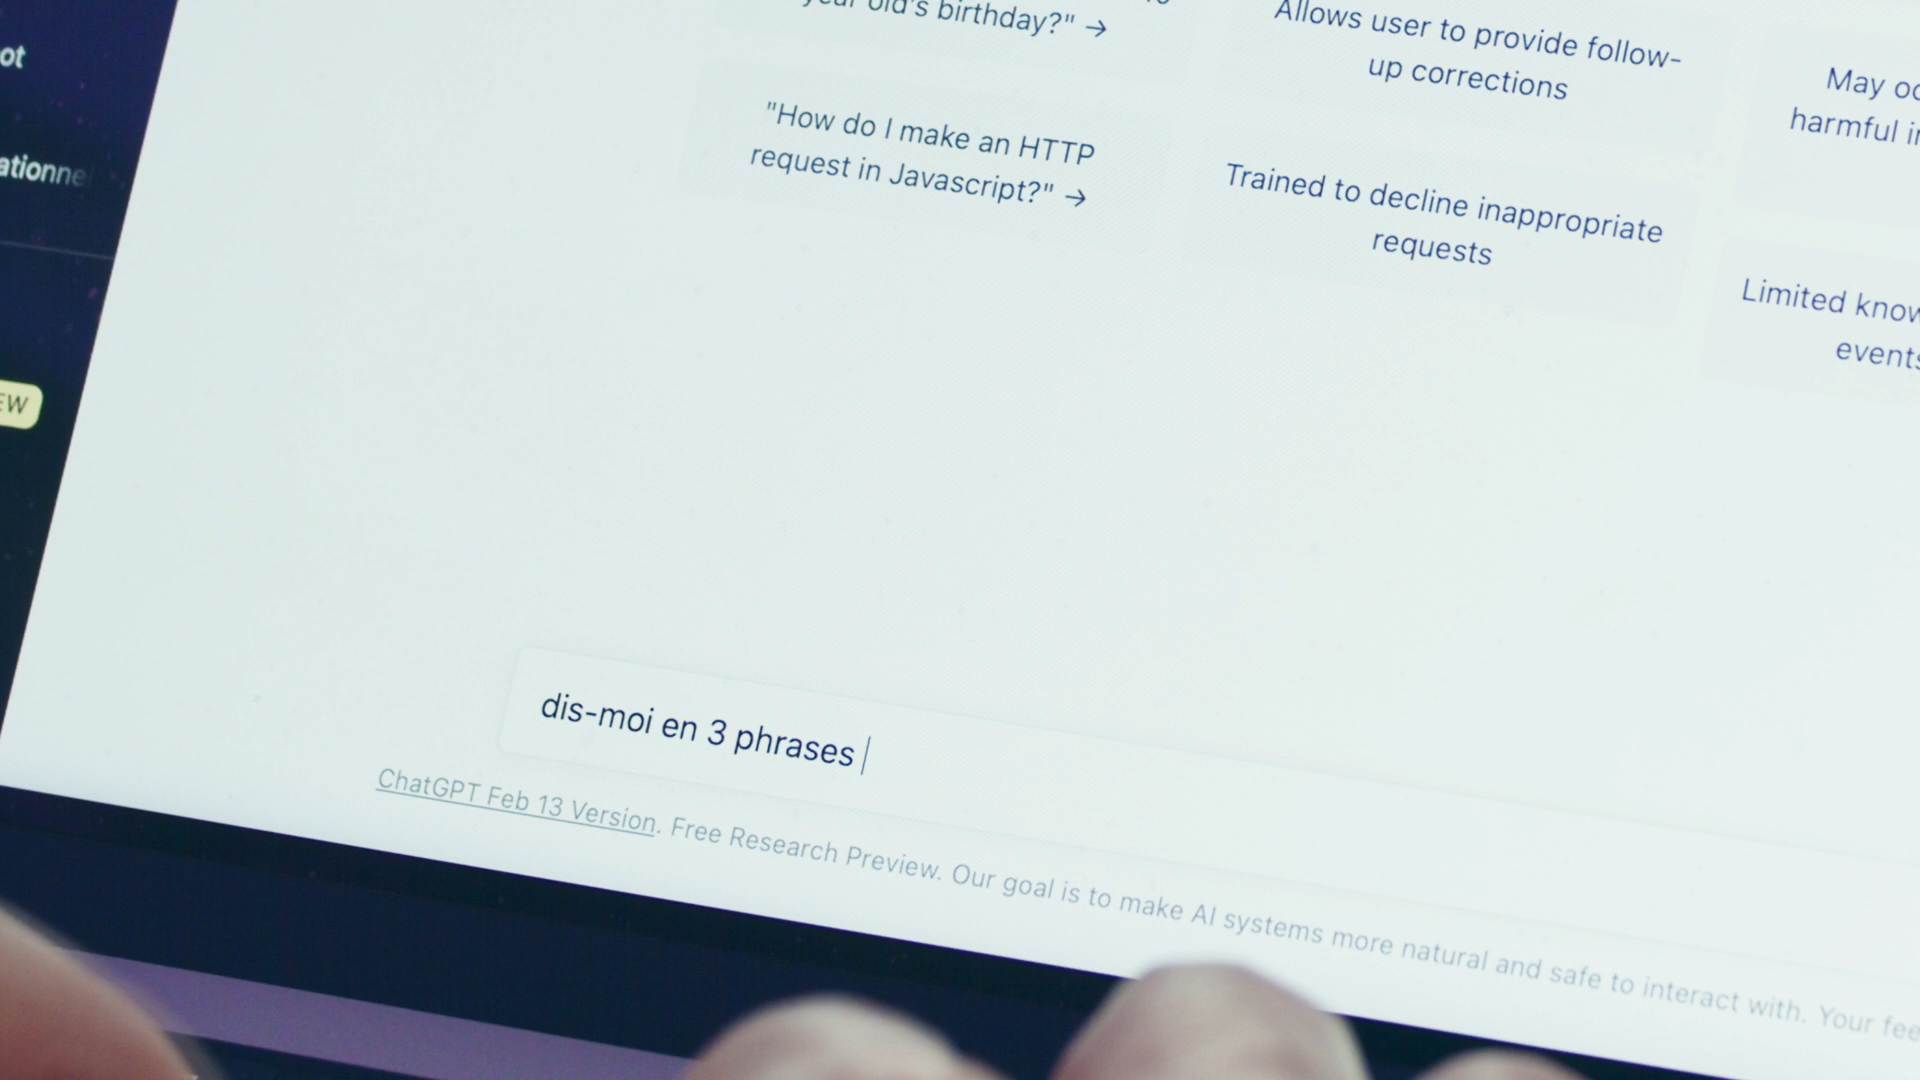 old's birthday?" →
"How do I make an HTTP
request in Javascript?" →
Allows user to provide follow-
up corrections
Trained to decline inappropriate
requests
May
harmful
Limited
events
dis-moi en 3 phrases
ChatGPT Feb 13 Version. Free Research Preview. Our goal is to make AI systems more natural and safe to interact with. Your